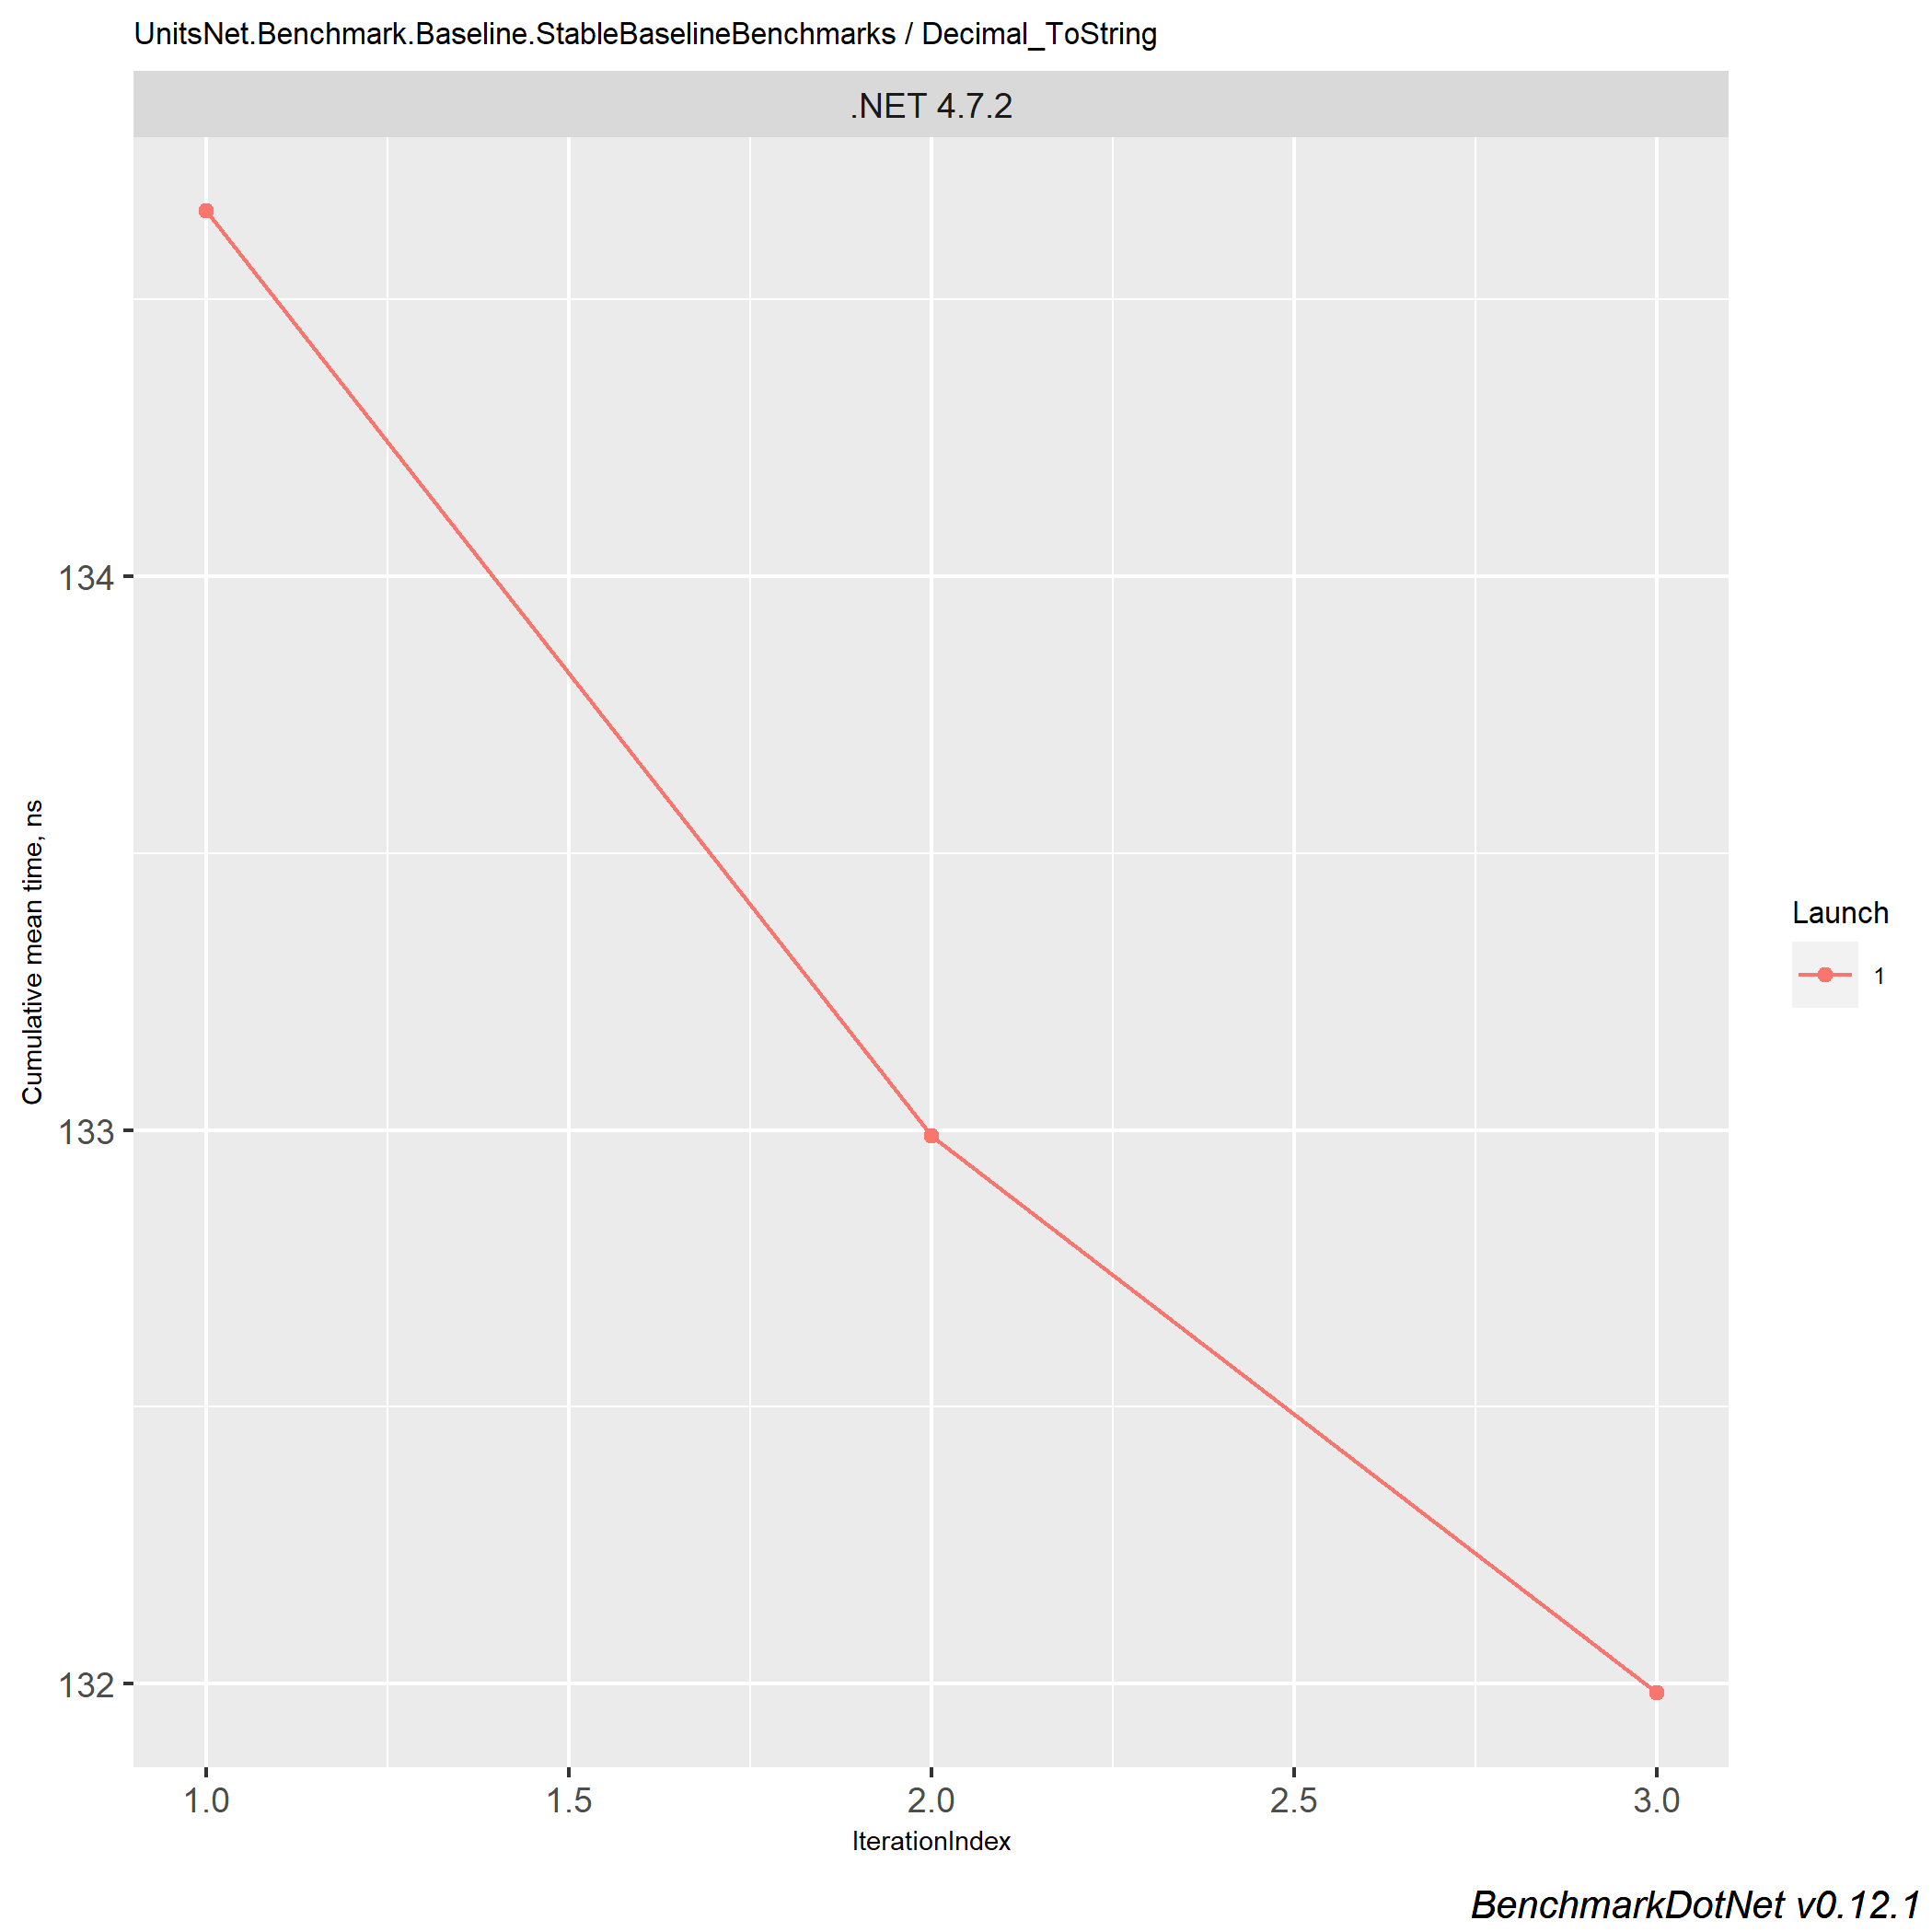 UnitsNet.Benchmark.Baseline.StableBaselineBenchmarks / Decimal_ToString
.NET 4.7.2
Cumulative mean time, ns
134
133
132
1.0 1.5 2.0 2.5 3.0
IterationIndex
Launch
1
BenchmarkDotNet v0.12.1